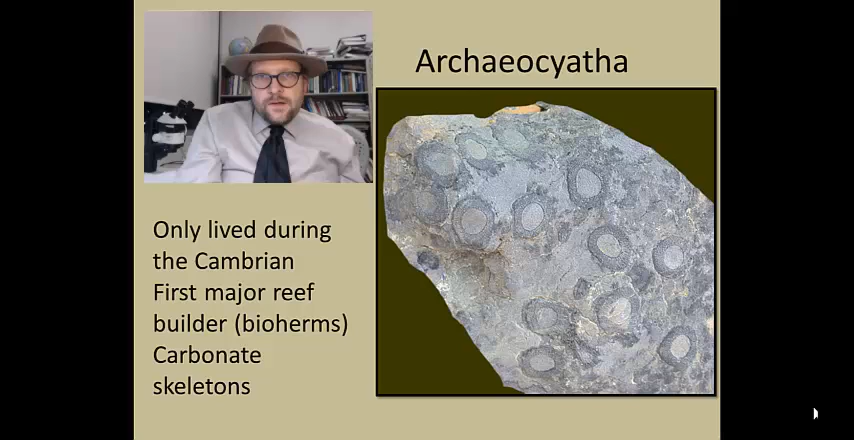 Archaeocyatha
Only lived during
the Cambrian
First major reef
builder (bioherms)
Carbonate
skeletons